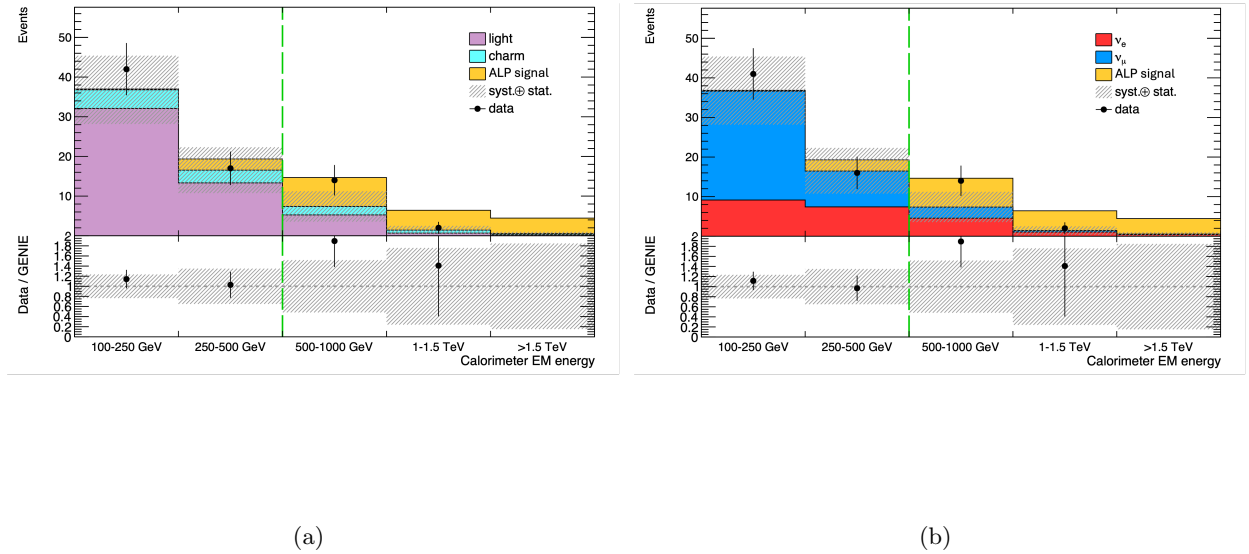 Events
50
40
30
20
10
light
charm
ALP signal
syst.⊕ stat.
data
Data / GENIE
2
1.8
1.6
1.4
1.2
1
0.8
0.6
0.4
0.2
0
100-250 GeV 250-500 GeV 500-1000 GeV 1-1.5 TeV >1.5 TeV
Calorimeter EM energy
(a)
Events
50
40
30
20
10
νe
νμ
ALP signal
syst.⊕ stat.
data
Data / GENIE
2
1.8
1.6
1.4
1.2
1
0.8
0.6
0.4
0.2
0
100-250 GeV 250-500 GeV 500-1000 GeV 1-1.5 TeV >1.5 TeV
Calorimeter EM energy
(b)